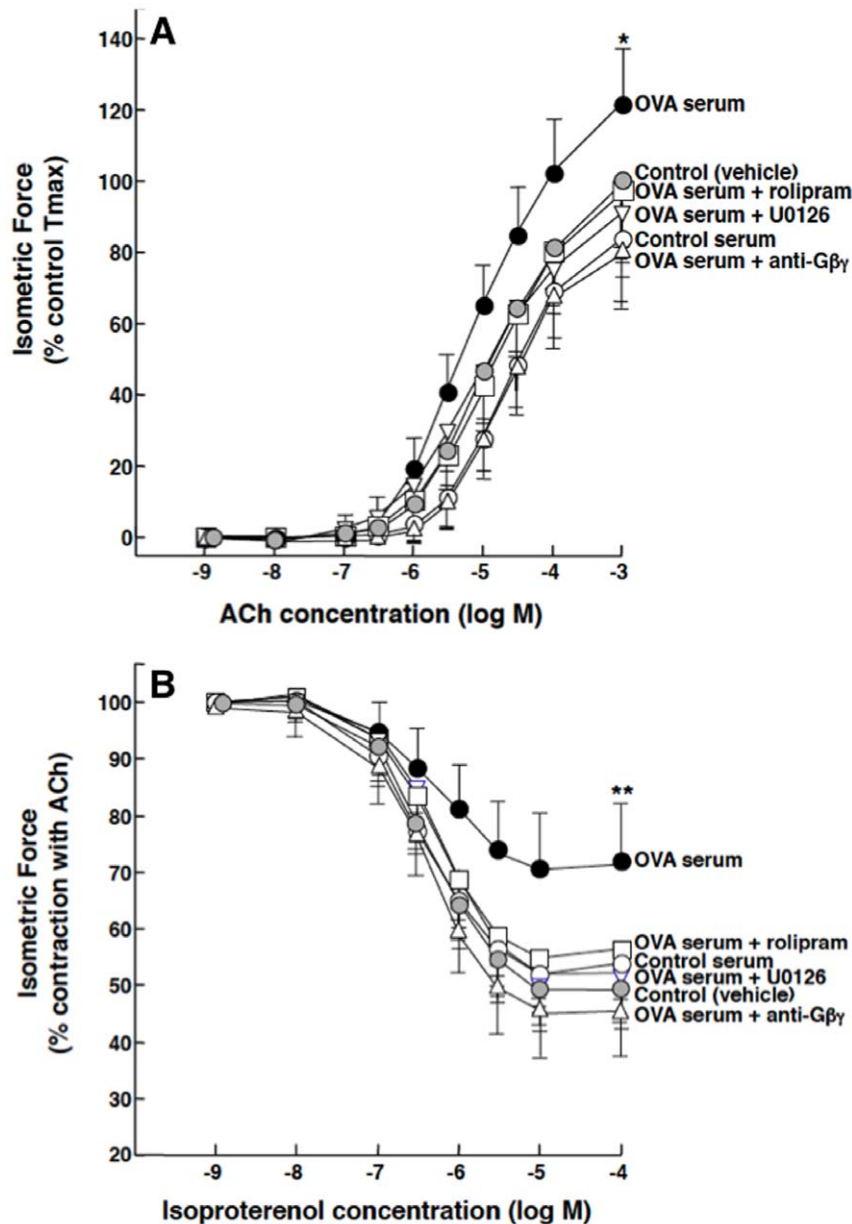 A
*
140
120
100
80
60
40
20
0
Isometric Force
(% control Tmax)
OVA serum
Control (vehicle)
OVA serum + rolipram
OVA serum + U0126
Control serum
OVA serum + anti-Gβγ
-9 -8 -7 -6 -5 -4 -3
ACh concentration (log M)
B
**
100
90
80
70
60
50
40
30
20
Isometric Force
(% contraction with ACh)
OVA serum
OVA serum + rolipram
Control serum
OVA serum + U0126
Control (vehicle)
OVA serum + anti-Gβγ
-9 -8 -7 -6 -5 -4
Isoproterenol concentration (log M)